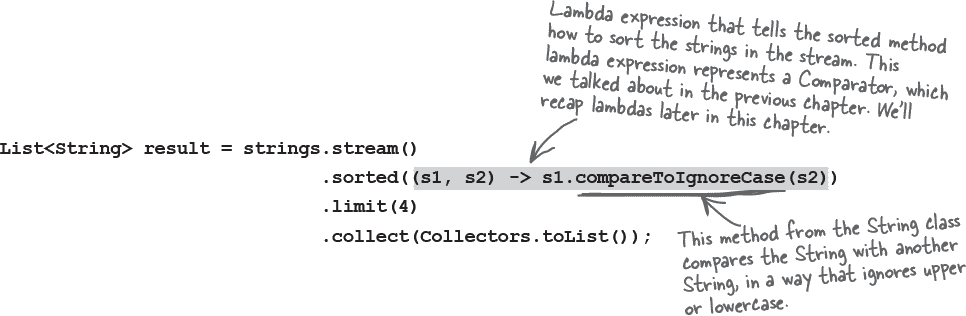 Lambda expression that tells the sorted method
how to sort the strings in the stream. This
lambda expression represents a Comparator, which
we talked about in the previous chapter. We'll
recap lambdas later in this chapter.
List<String> result = strings.stream()
.sorted((s1, s2) -> s1.compareToIgnoreCase(s2))
.limit(4)
.collect(Collectors.toList());
This method from the String class
compares the String with another
String, in a way that ignores upper
or lowercase.